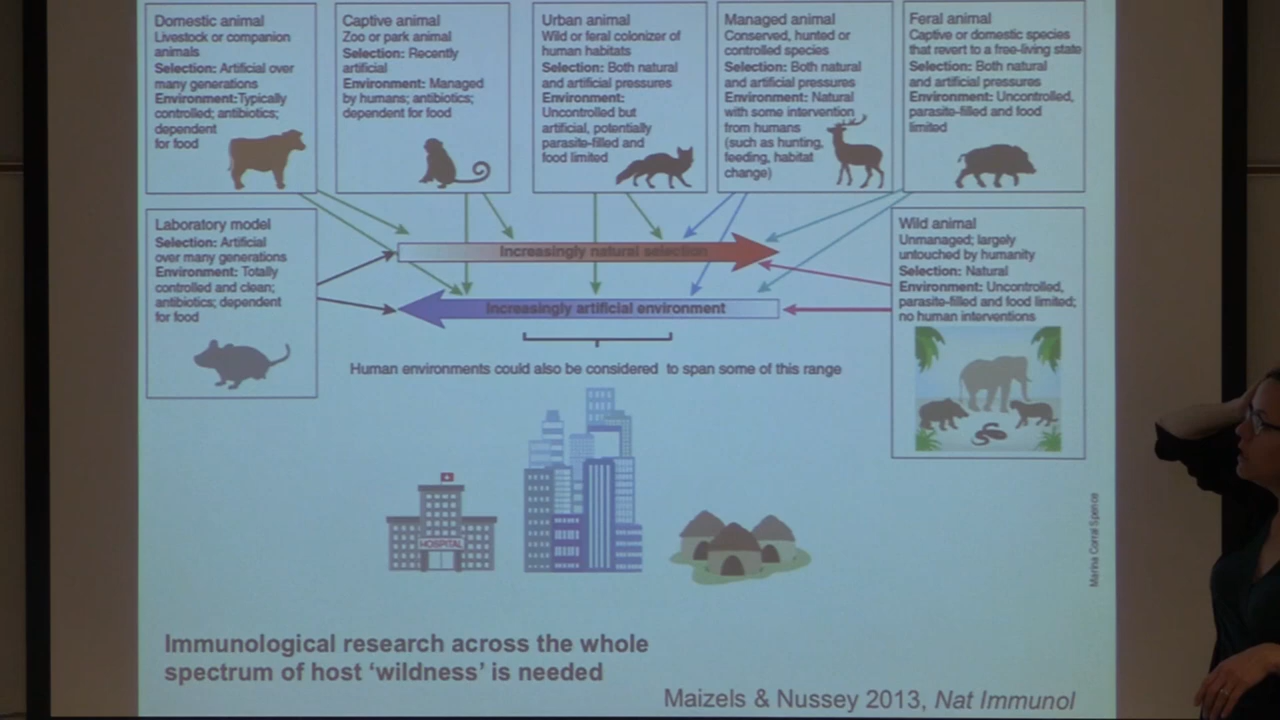 Domestic animal
Livestock or companion
animals
Selection: Artificial over
many generations
Environment:Typically
controlled; antibiotics;
dependent
for food
Captive animal
Zoo or park animal
Selection: Recently
artificial
Environment: Managed
by humans; antibiotics;
dependent for food
Urban animal
Wild or feral colonizer of
human habitats
Selection: Both natural
and artificial pressures
Environment:
Uncontrolled but
artificial, potentially
parasite-filled and
food limited
Managed animal
Conserved, hunted or
controlled species
Selection: Both natural
and artificial pressures
Environment: Natural
with some intervention
from humans
(such as hunting,
feeding, habitat
change)
Feral animal
Captive or domestic species
that revert to a free-living state
Selection: Both natural
and artificial pressures
Environment: Uncontrolled,
parasite-filled and food
limited
Laboratory model
Selection: Artificial
over many generations
Environment: Totally
controlled and clean;
antibiotics; dependent
for food
Increasingly natural selection
Increasingly artificial environment
Human environments could also be considered to span some of this range
Wild animal
Unmanaged; largely
untouched by humanity
Selection: Natural
Environment: Uncontrolled,
parasite-filled and food limited;
no human interventions
HOSPITAL
Marina Corral Spence
Immunological research across the whole
spectrum of host ‘wildness’ is needed
Maizels & Nussey 2013, Nat Immunol